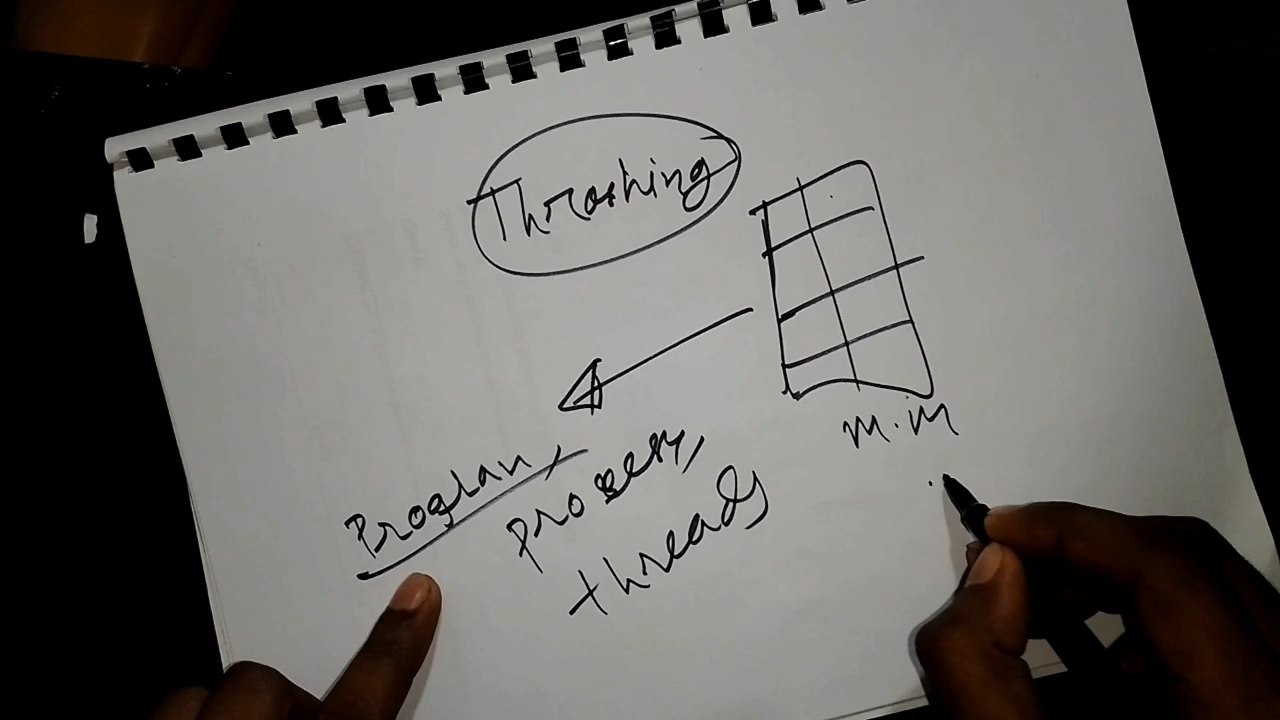 Thrashing
m.m
Program,
process,
threads